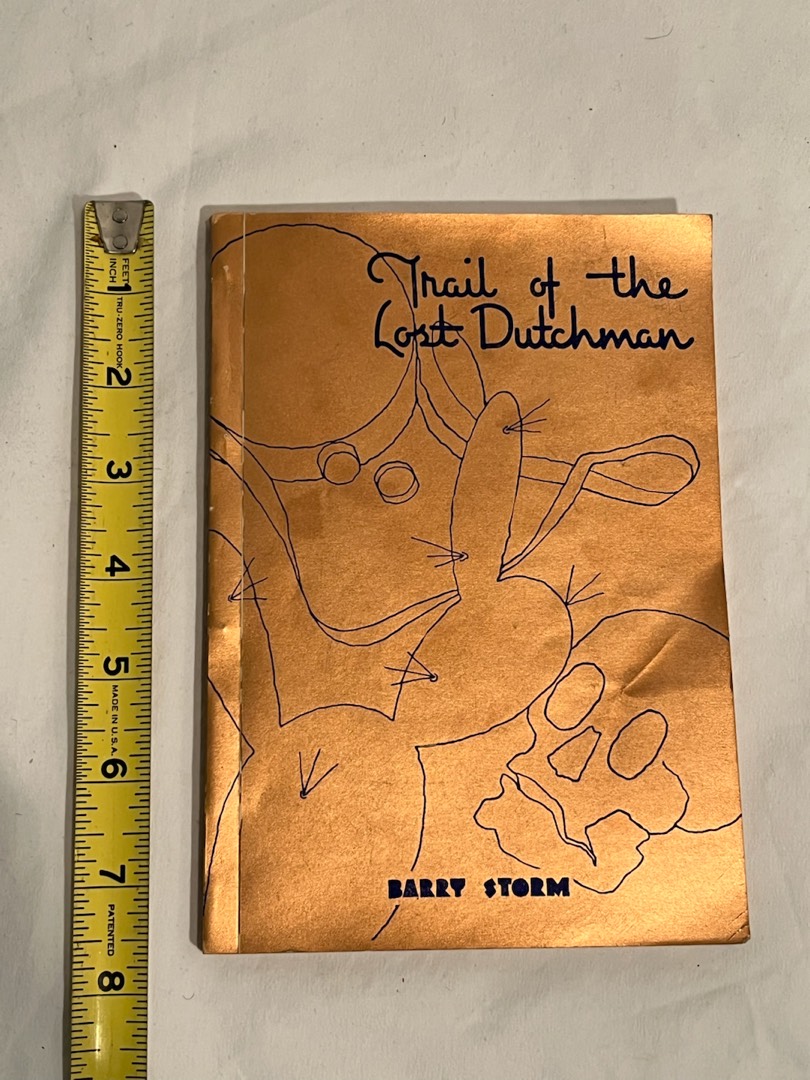 Trail of the
Lost Dutchman
BARRY STORM
FEET
INCH
1
TRU-ZERO HOOK
2
3
4
5
MADE IN U.S.A.
6
7
PATENTED
8